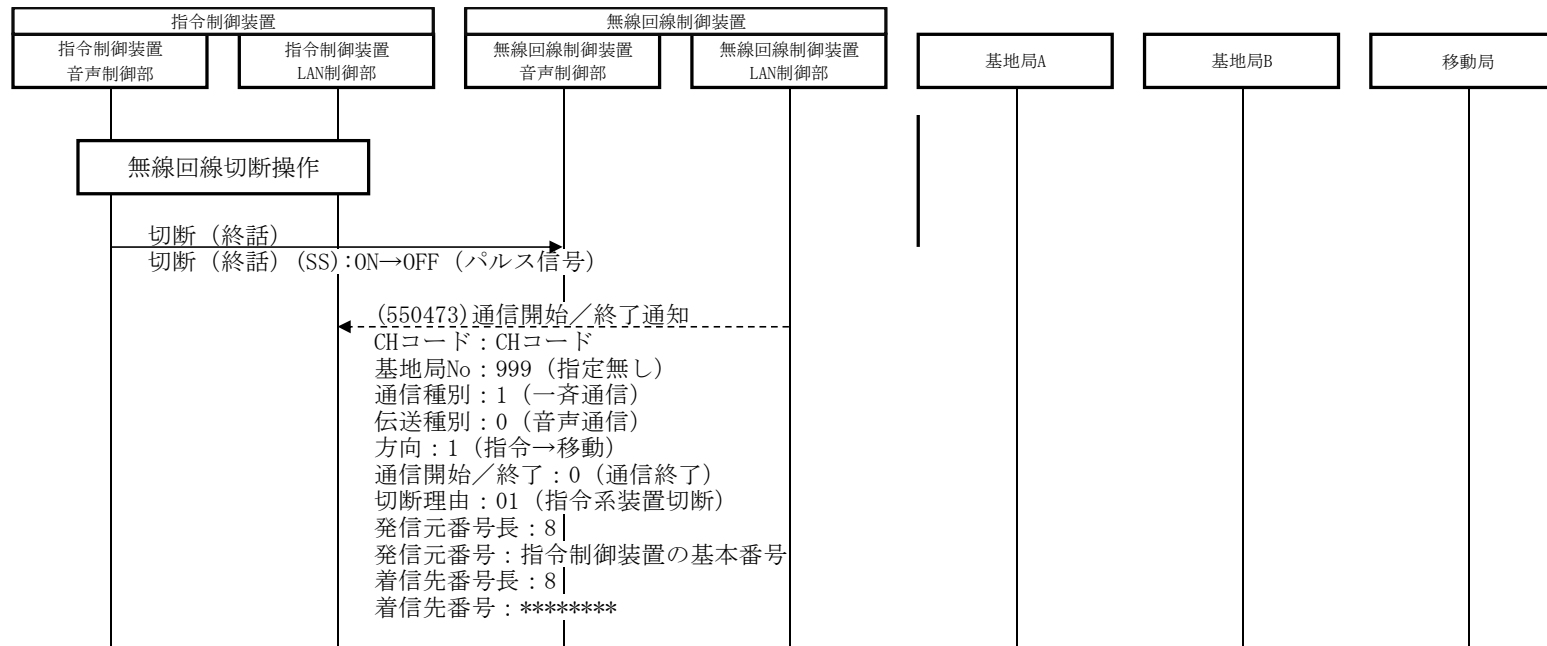 指令制御装置
無線回線制御装置
指令制御装置
音声制御部
指令制御装置
LAN制御部
無線回線制御装置
音声制御部
無線回線制御装置
LAN制御部
基地局A
基地局B
移動局
無線回線切断操作
切断（終話）
切断（終話）(SS):ON→OFF（パルス信号）
(550473)通信開始／終了通知
CHコード：CHコード
基地局No：999（指定無し）
通信種別：1（一斉通信）
伝送種別：0（音声通信）
方向：1（指令→移動）
通信開始／終了：0（通信終了）
切断理由：01（指令系装置切断）
発信元番号長：8
発信元番号：指令制御装置の基本番号
着信先番号長：8
着信先番号：********